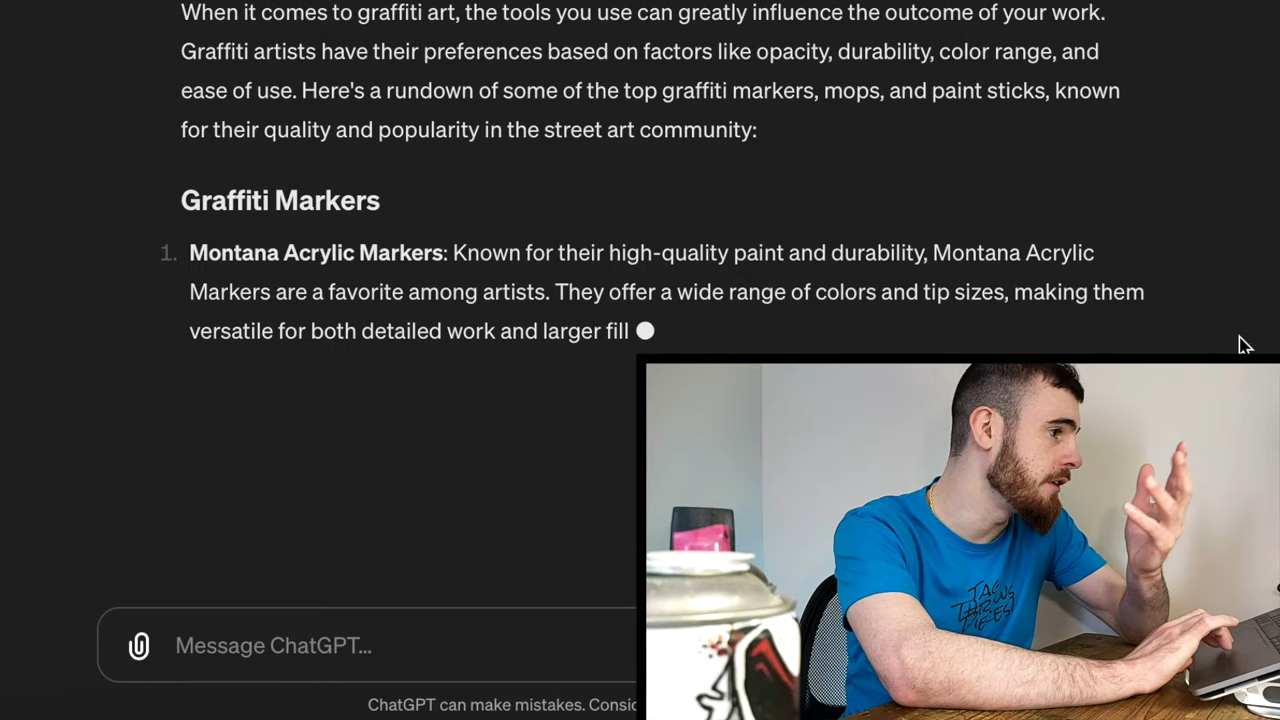 When it comes to graffiti art, the tools you use can greatly influence the outcome of your work.
Graffiti artists have their preferences based on factors like opacity, durability, color range, and
ease of use. Here's a rundown of some of the top graffiti markers, mops, and paint sticks, known
for their quality and popularity in the street art community:
Graffiti Markers
1. Montana Acrylic Markers: Known for their high-quality paint and durability, Montana Acrylic
Markers are a favorite among artists. They offer a wide range of colors and tip sizes, making them
versatile for both detailed work and larger fill
Message ChatGPT...
ChatGPT can make mistakes. Consid
TAGS
THROWS
PIECES